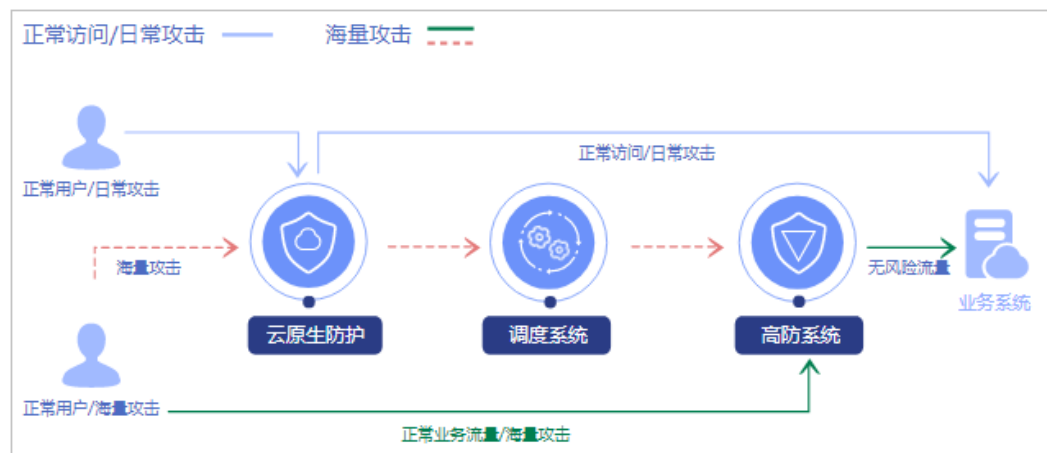 正常访问/日常攻击
海量攻击
正常访问/日常攻击
正常用户/日常攻击
海量攻击
无风险流量
业务系统
云原生防护
调度系统
高防系统
正常用户/海量攻击
正常业务流量/海量攻击